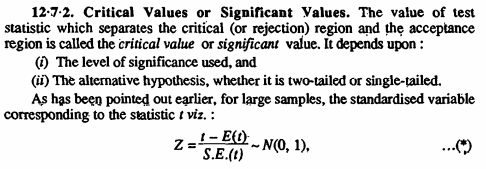 12·7·2. Critical Values or Significant Values. The value of test
statistic which separates the critical (or rejection) region and the acceptance
region is called the critical value or significant value. It depends upon :
(i) The level of significance used, and
(ii) The alternative hypothesis, whether it is two-tailed or single-tailed.
As has been pointed out earlier, for large samples, the standardised variable
corresponding to the statistic t viz. :
Z = t – E(t) / S.E.(t) ~ N(0, 1), ...(*)